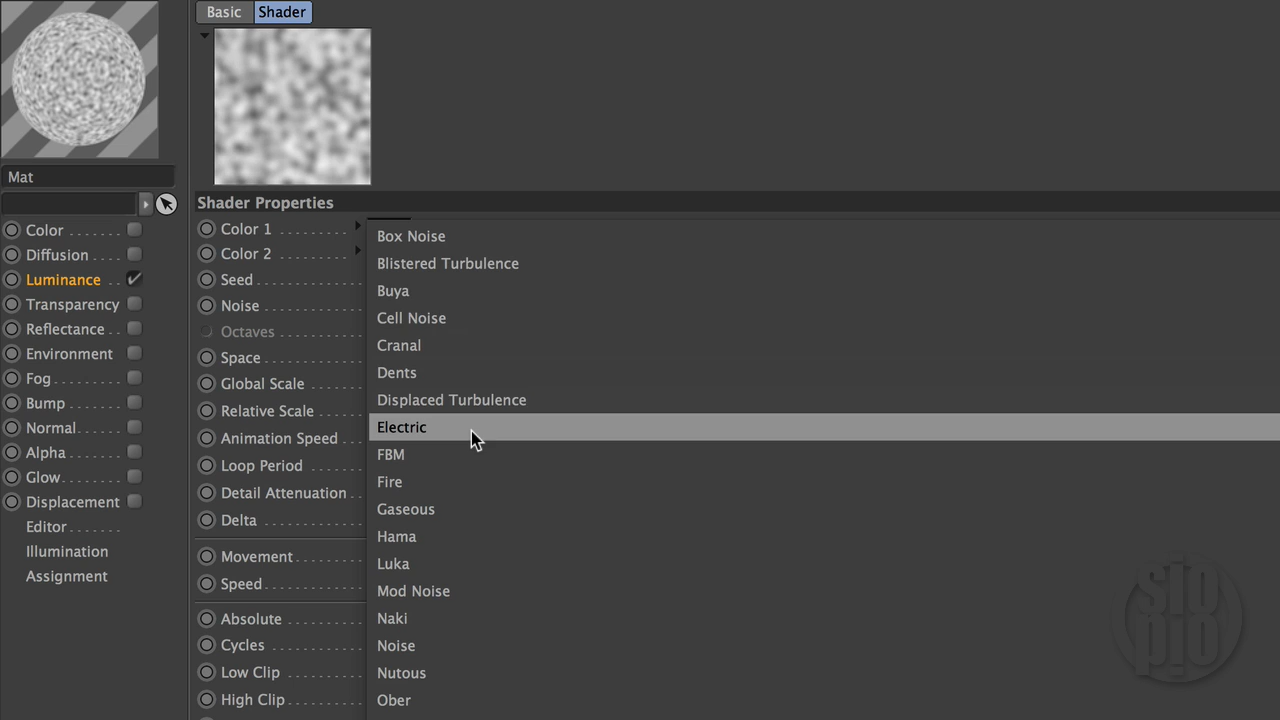 Basic Shader
Mat
Shader Properties
Color
Diffusion
Luminance
Transparency
Reflectance
Environment
Fog
Bump
Normal
Alpha
Glow
Displacement
Editor
Illumination
Assignment
Color 1
Color 2
Seed
Noise
Octaves
Space
Global Scale
Relative Scale
Animation Speed
Loop Period
Detail Attenuation
Delta
Movement
Speed
Absolute
Cycles
Low Clip
High Clip
Box Noise
Blistered Turbulence
Buya
Cell Noise
Cranal
Dents
Displaced Turbulence
Electric
FBM
Fire
Gaseous
Hama
Luka
Mod Noise
Naki
Noise
Nutous
Ober